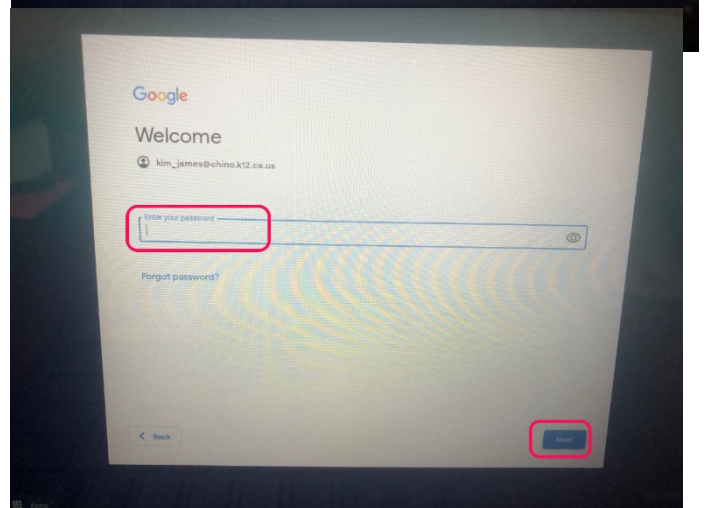 Google
Welcome
kim_james@chino.k12.ca.us
Enter your password
Forgot password?
Back
Next